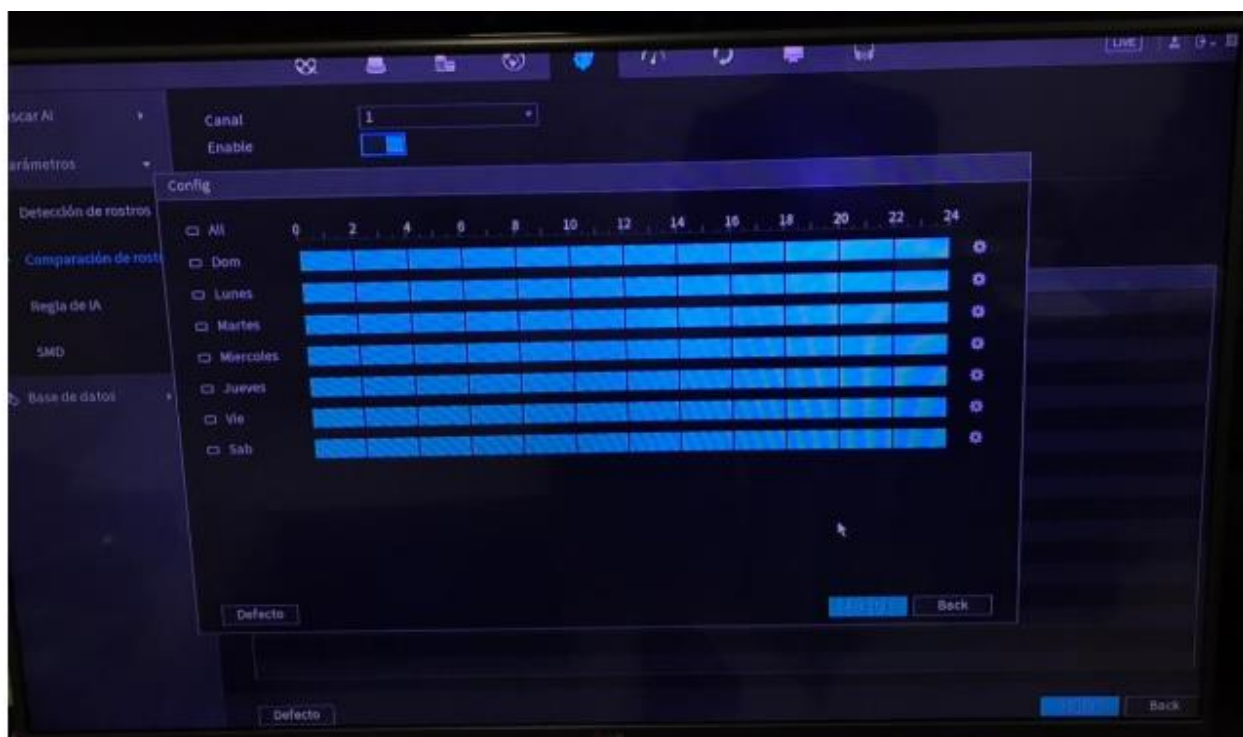 LIVE
scar AI
Canal
1
Enable
arámetros
Config
Detección de rostros
All 0 2 4 6 8 10 12 14 16 18 20 22 24
Dom
Comparación de rost
Lunes
Regla de IA
Martes
SMD
Miercoles
Jueves
Base de datos
Vie
Sab
Defecto
Back
Defecto
Back